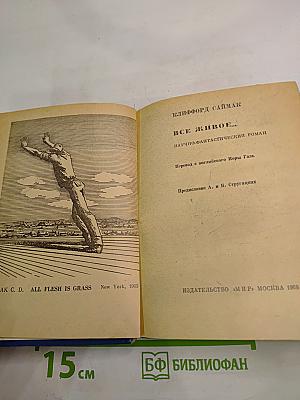 АК C. D. ALL FLESH IS GRASS New York, 1965
КЛИФФОРД САЙМАК
ВСЕ ЖИВОЕ...
НАУЧНО-ФАНТАСТИЧЕСКИЙ РОМАН
Перевод с английского Норы Галь
Предисловие А. и Б. Стругацких
ИЗДАТЕЛЬСТВО «МИР» МОСКВА 1968
15 см
БФ БИБЛИОФАН